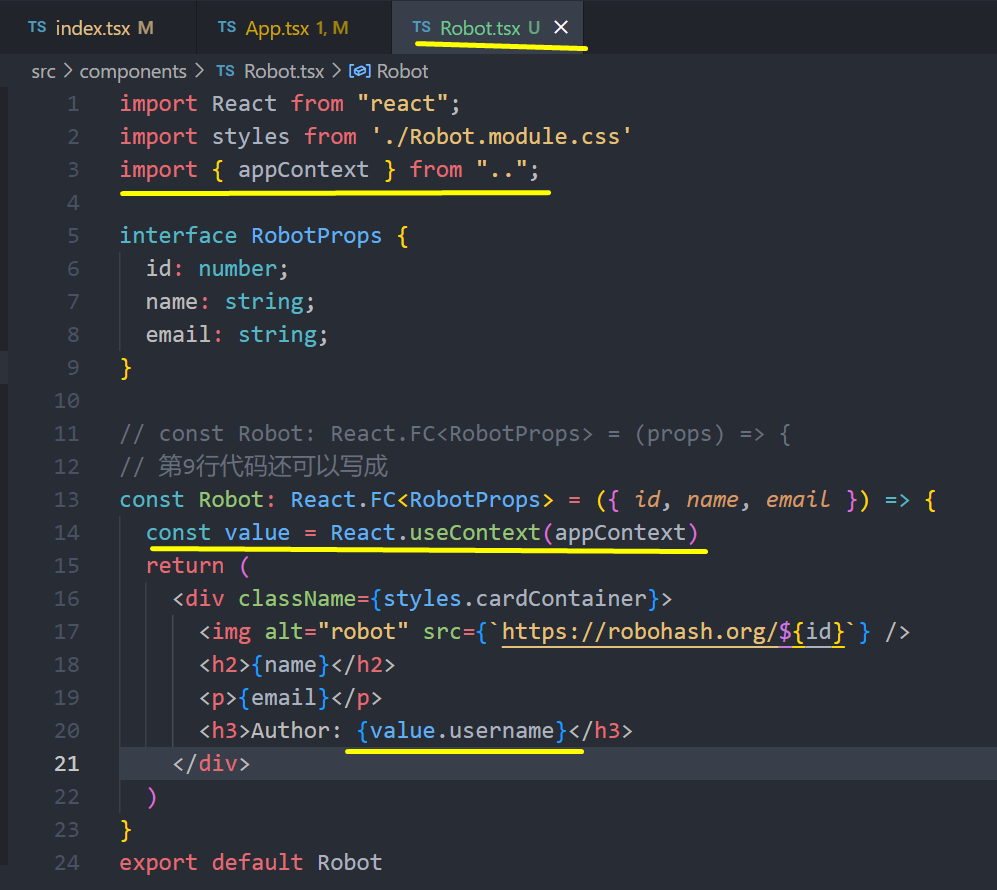 TS index.tsx M TS App.tsx 1, M TS Robot.tsx U
src > components > TS Robot.tsx > Robot
1 import React from "react";
2 import styles from './Robot.module.css'
3 import { appContext } from "..";
4
5 interface RobotProps {
6 id: number;
7 name: string;
8 email: string;
9 }
10
11 // const Robot: React.FC<RobotProps> = (props) => {
12 // 第9行代码还可以写成
13 const Robot: React.FC<RobotProps> = ({ id, name, email }) => {
14 const value = React.useContext(appContext)
15 return (
16 <div className={styles.cardContainer}>
17 <img alt="robot" src={`https://robohash.org/${id}`} />
18 <h2>{name}</h2>
19 <p>{email}</p>
20 <h3>Author: {value.username}</h3>
21 </div>
22 )
23 }
24 export default Robot